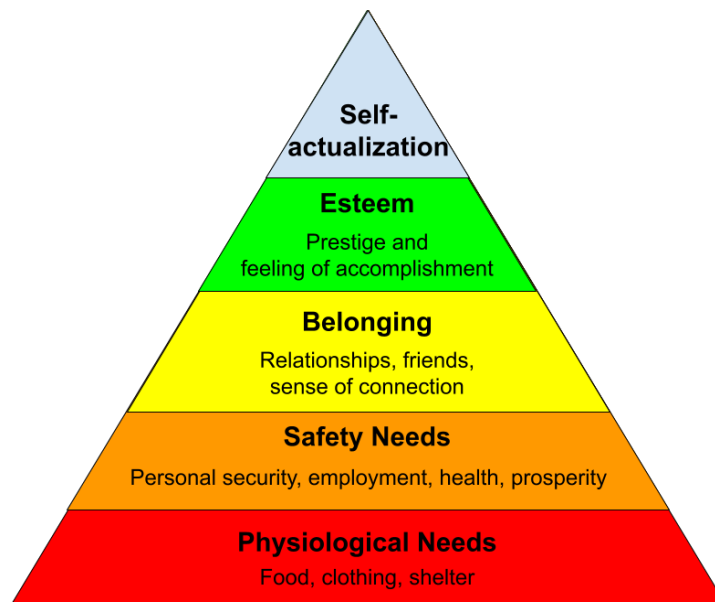 Self-
actualization
Esteem
Prestige and
feeling of accomplishment
Belonging
Relationships, friends,
sense of connection
Safety Needs
Personal security, employment, health, prosperity
Physiological Needs
Food, clothing, shelter